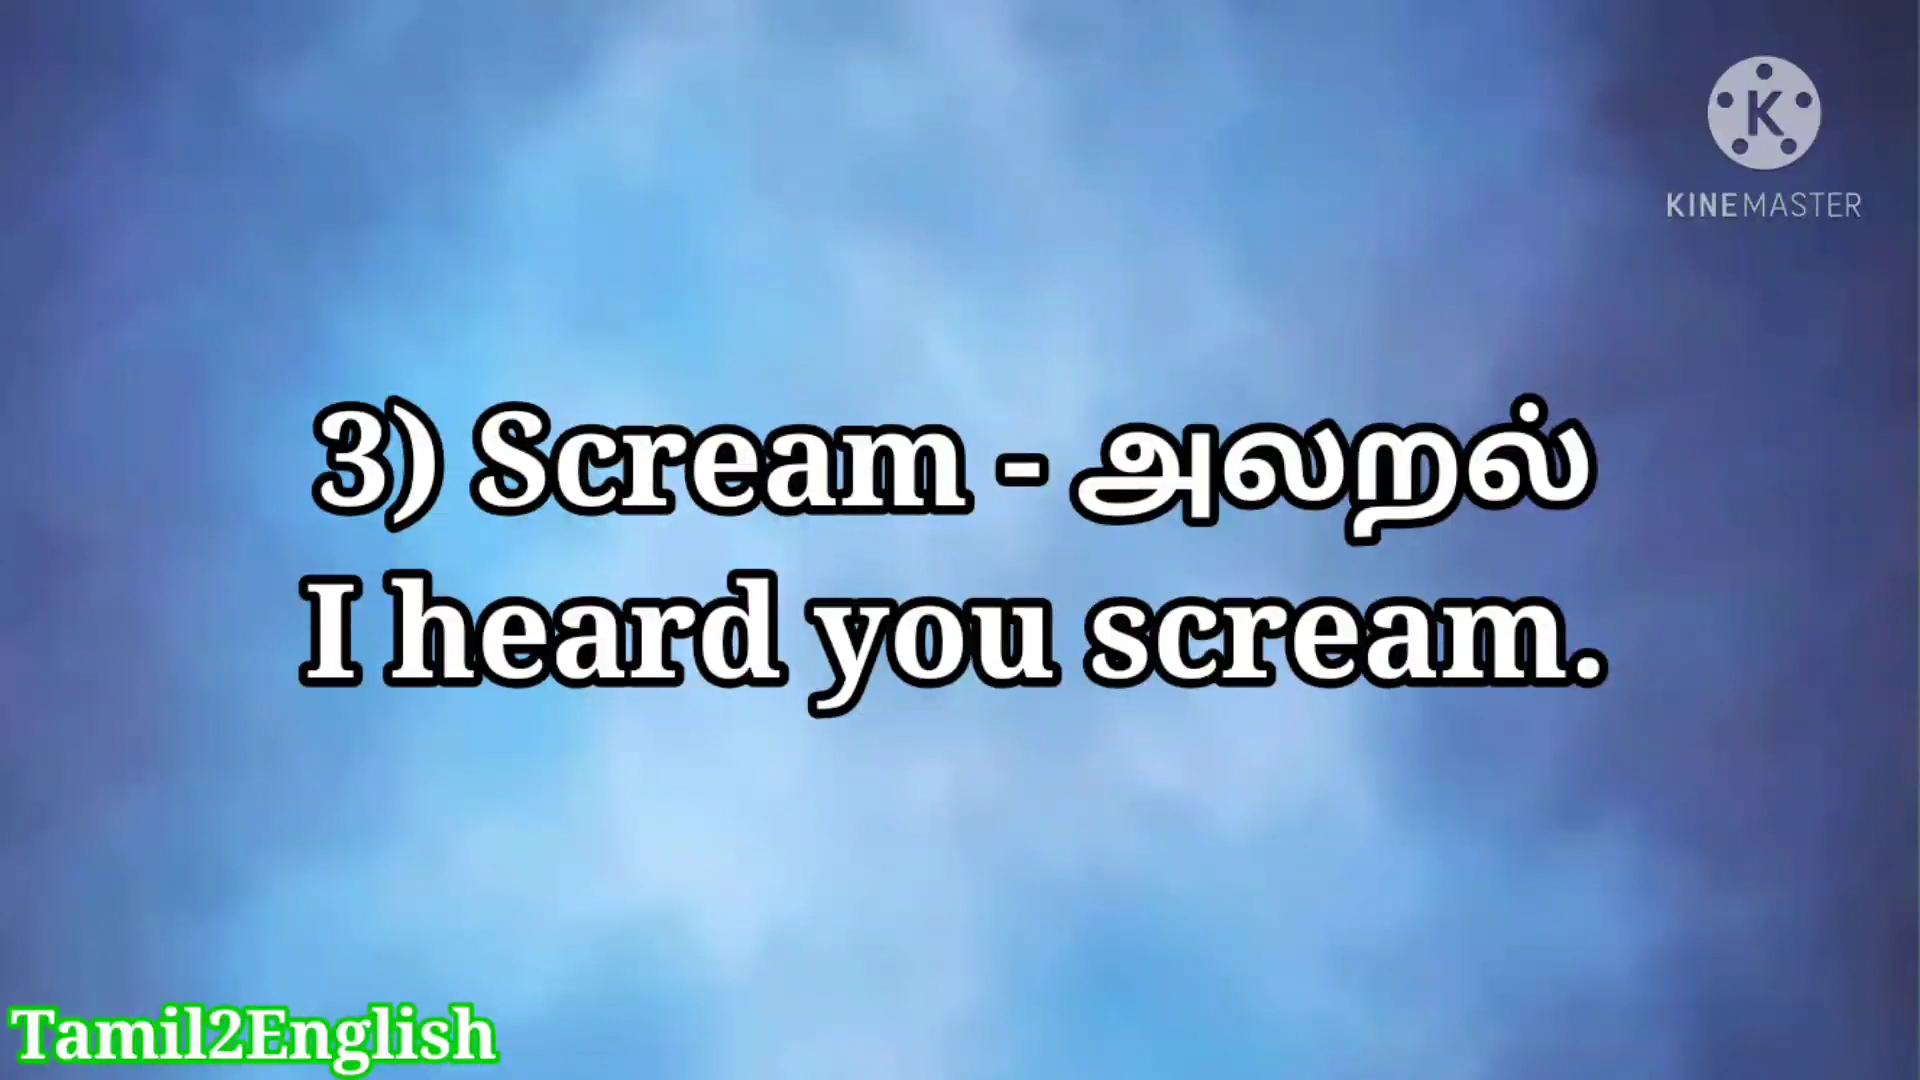 K
KINEMASTER
3) Scream - அலறல்
I heard you scream.
Tamil2English